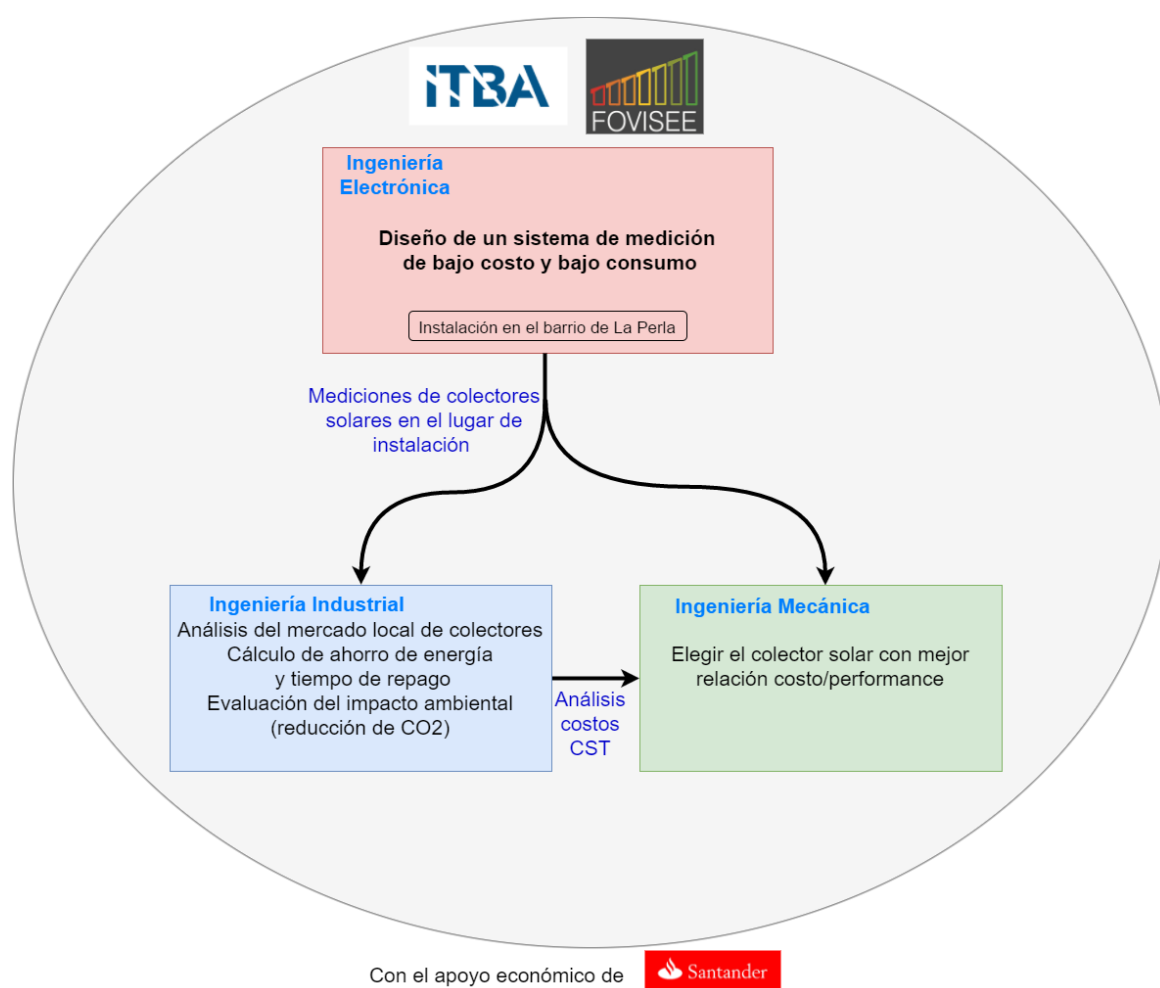 ITBA
FOVISEE
Ingeniería
Electrónica
Diseño de un sistema de medición
de bajo costo y bajo consumo
Instalación en el barrio de La Perla
Mediciones de colectores
solares en el lugar de
instalación
Ingeniería Industrial
Análisis del mercado local de colectores
Cálculo de ahorro de energía
y tiempo de repago
Evaluación del impacto ambiental
(reducción de CO2)
Análisis
costos
CST
Ingeniería Mecánica
Elegir el colector solar con mejor
relación costo/performance
Con el apoyo económico de
Santander